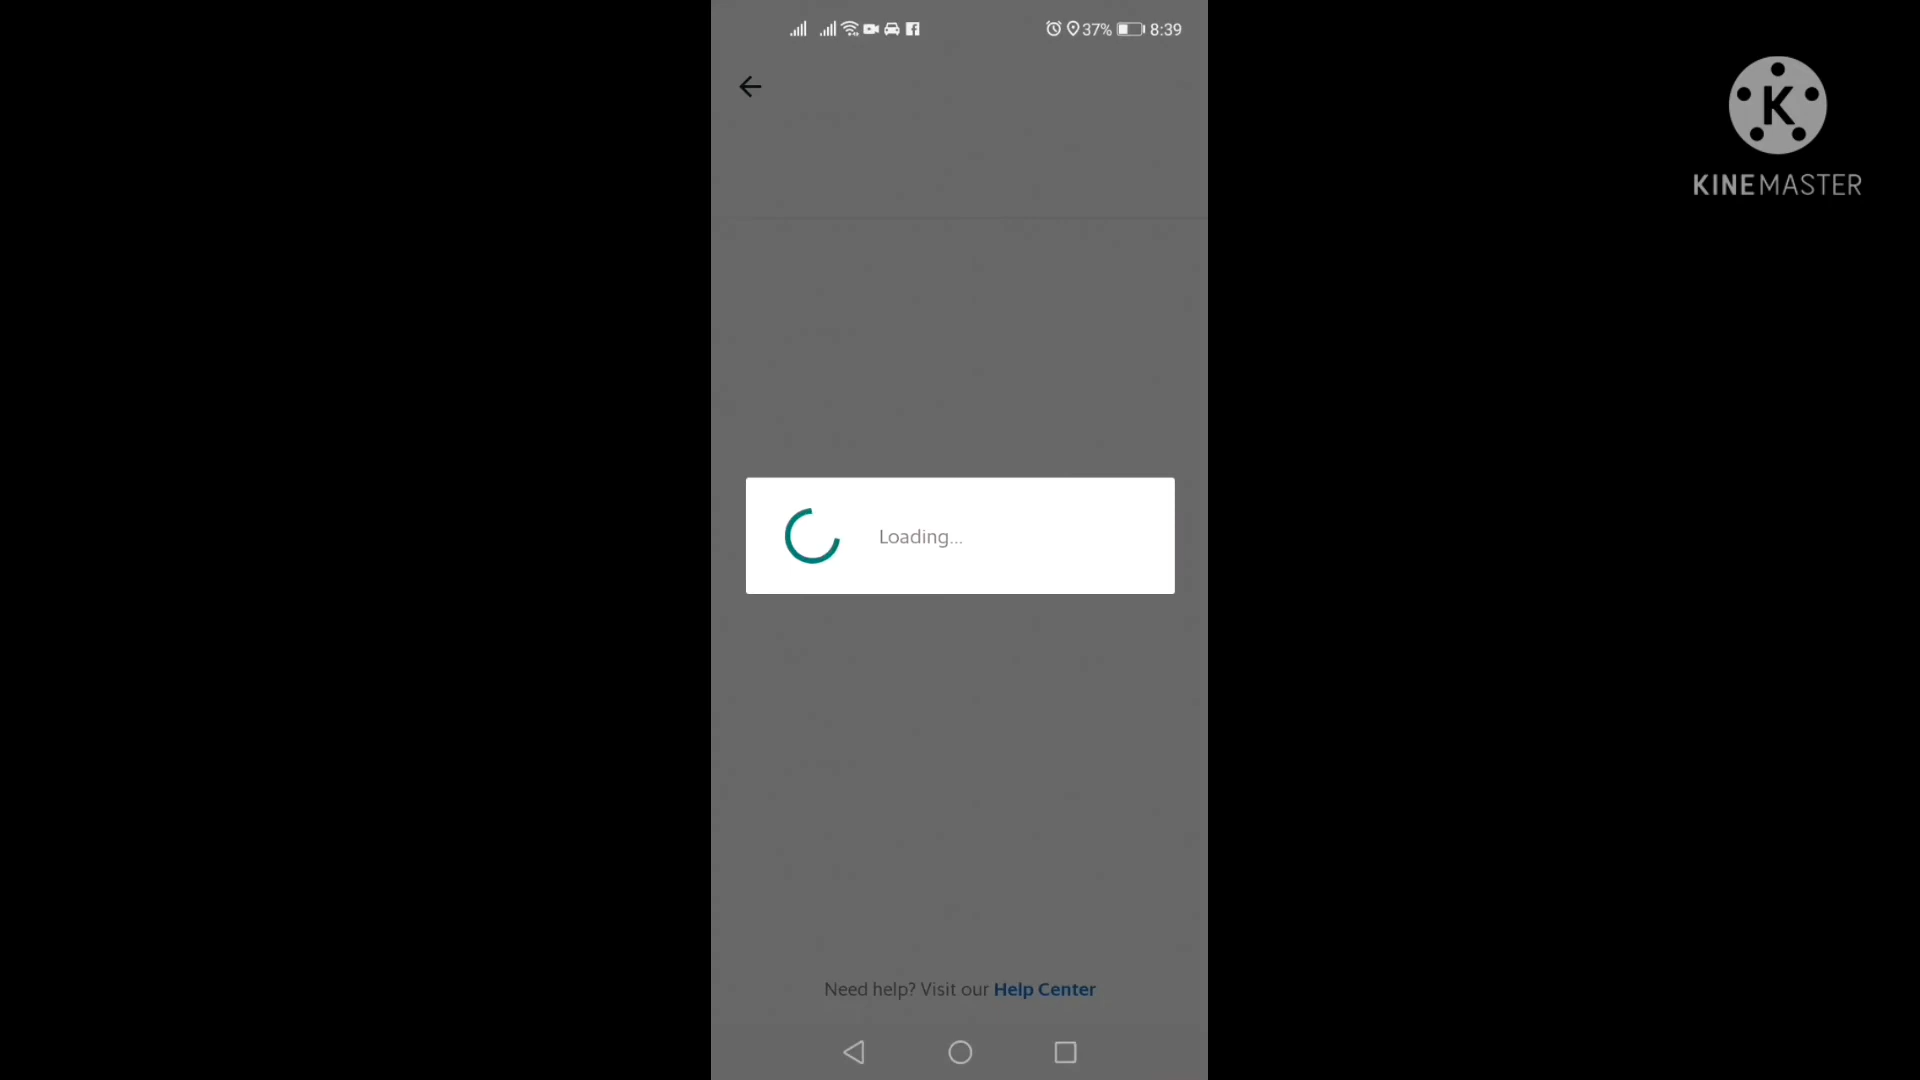 37% 8:39
K
KINEMASTER
Loading...
Need help? Visit our Help Center